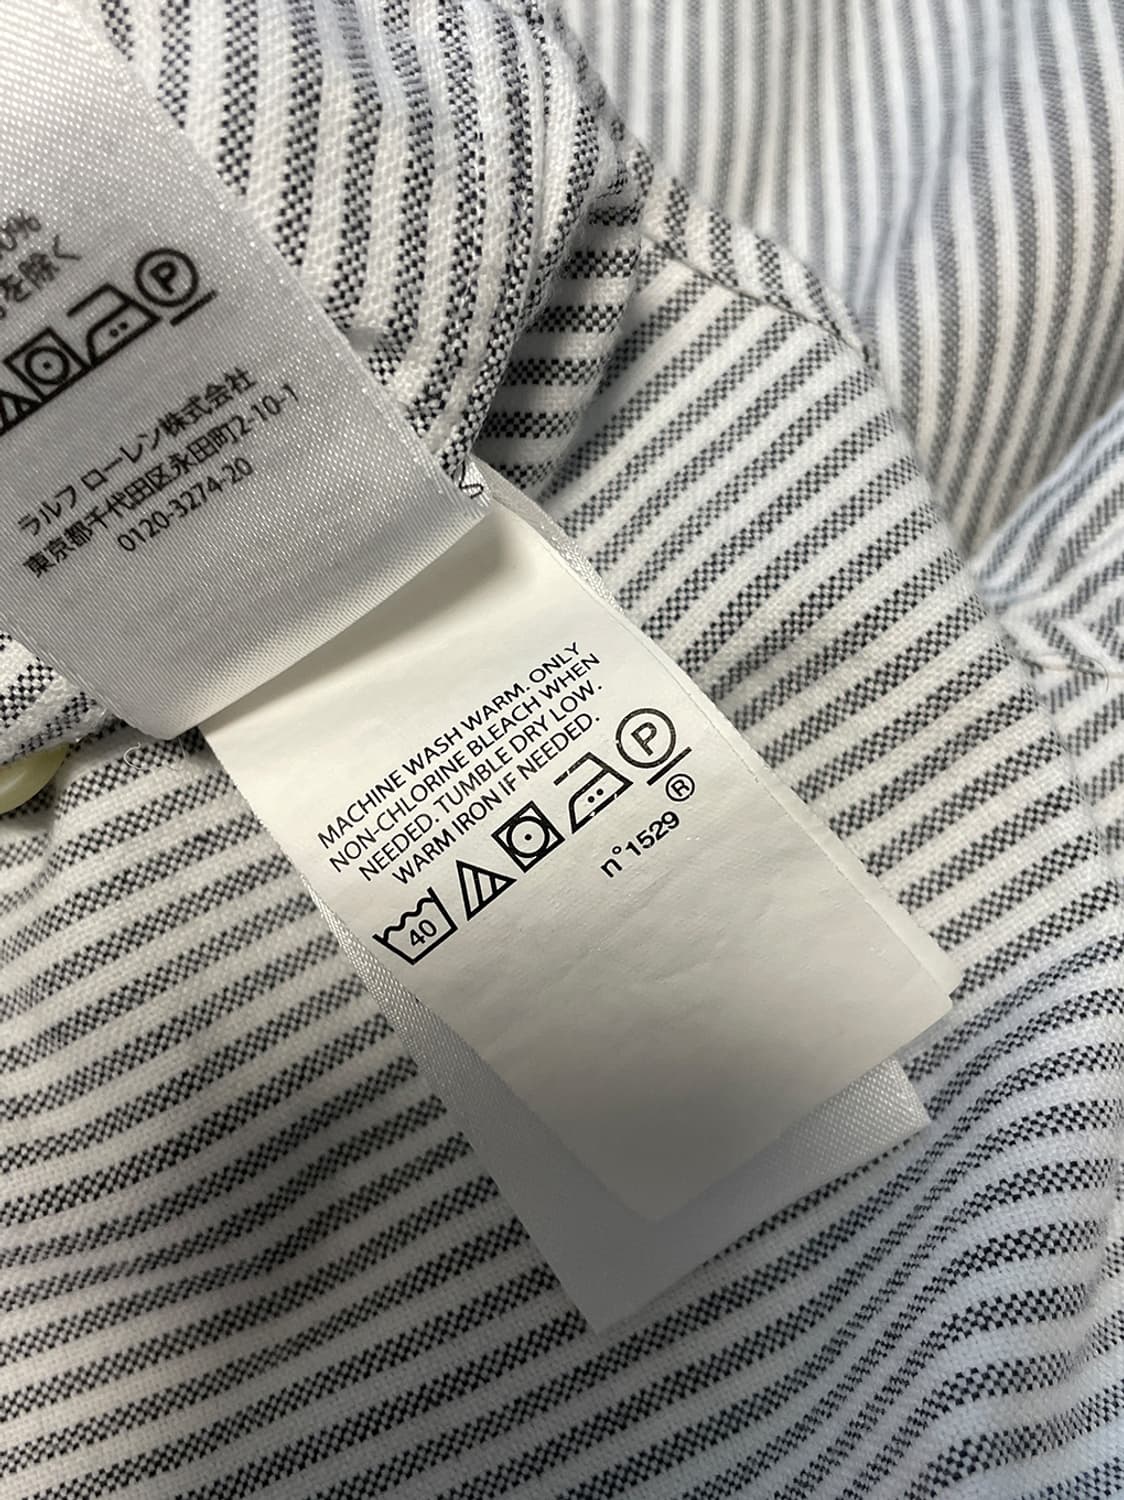 0%
を除く
P
ラルフ ローレン株式会社
東京都千代田区永田町2-10-1
0120-3274-20
MACHINE WASH WARM. ONLY
NON-CHLORINE BLEACH WHEN
NEEDED. TUMBLE DRY LOW.
WARM IRON IF NEEDED.
40 P
n°1529 ®